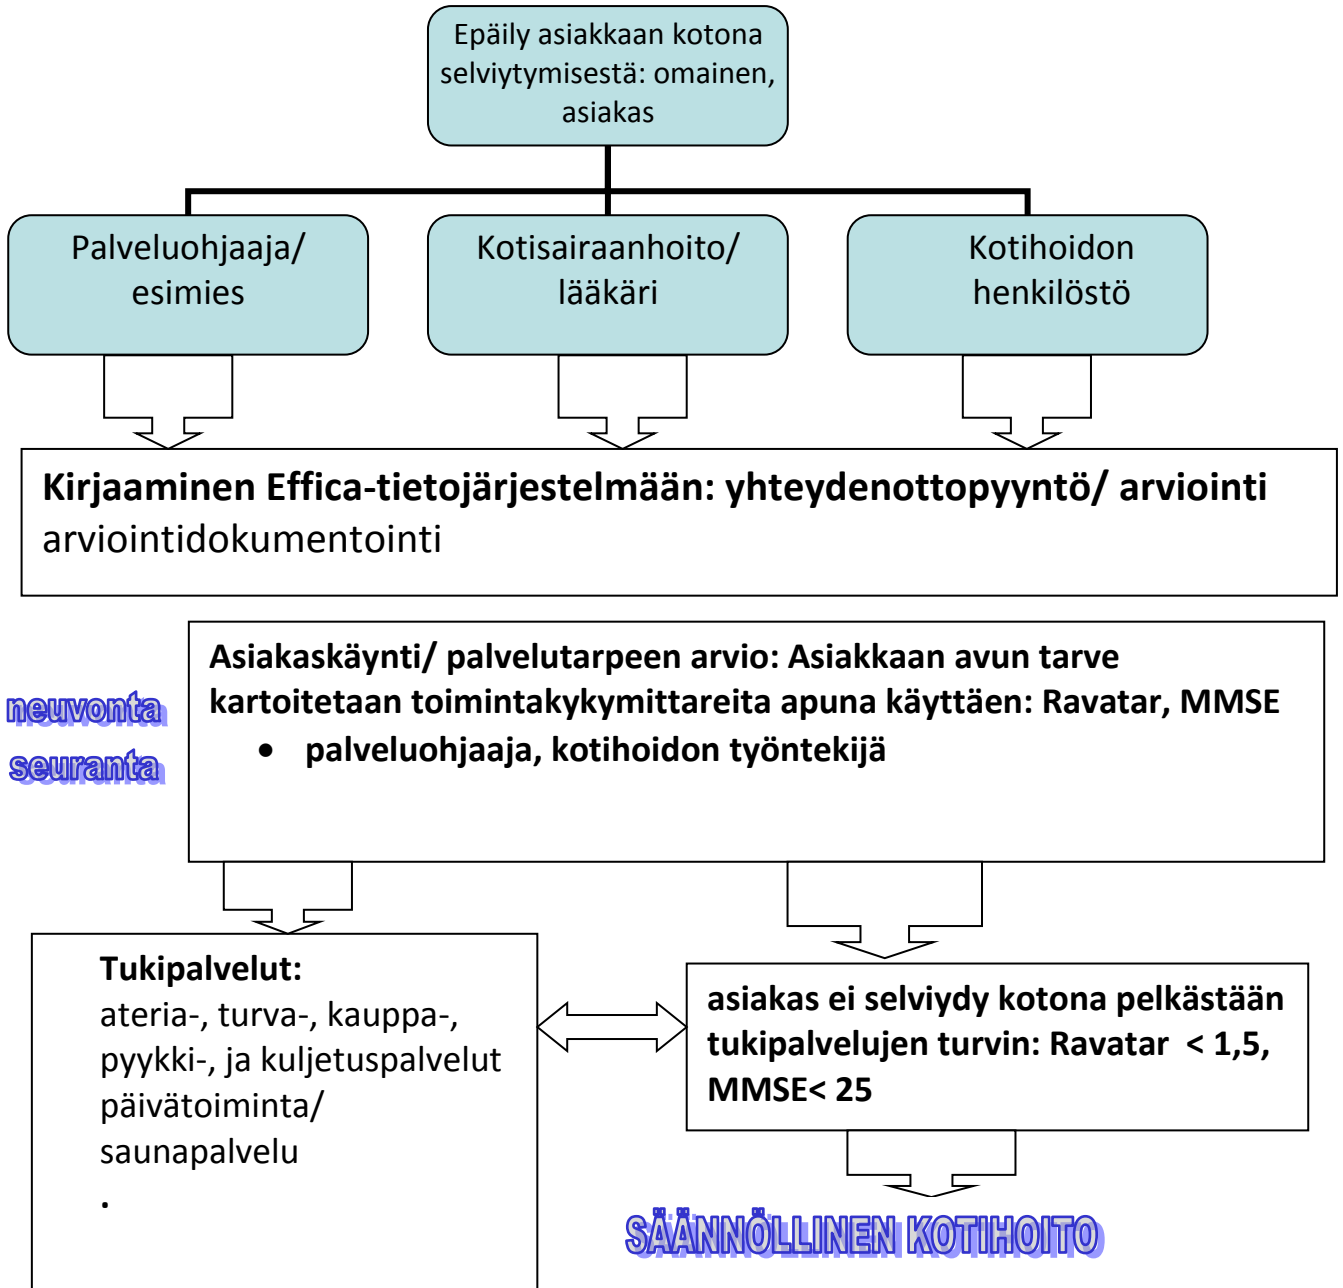 Epäily asiakkaan kotona
selviytymisestä: omainen,
asiakas
Palveluohjaaja/
esimies
Kotisairaanhoito/
lääkäri
Kotihoidon
henkilöstö
Kirjaaminen Effica-tietojärjestelmään: yhteydenottopyyntö/ arviointi
arviointidokumentointi
neuvonta
seuranta
Asiakaskäynti/ palvelutarpeen arvio: Asiakkaan avun tarve
kartoitetaan toimintakykymittareita apuna käyttäen: Ravatar, MMSE
• palveluohjaaja, kotihoidon työntekijä
Tukipalvelut:
ateria-, turva-, kauppa-,
pyykki-, ja kuljetuspalvelut
päivätoiminta/
saunapalvelu
.
asiakas ei selviydy kotona pelkästään
tukipalvelujen turvin: Ravatar < 1,5,
MMSE< 25
SÄÄNNÖLLINEN KOTIHOITO